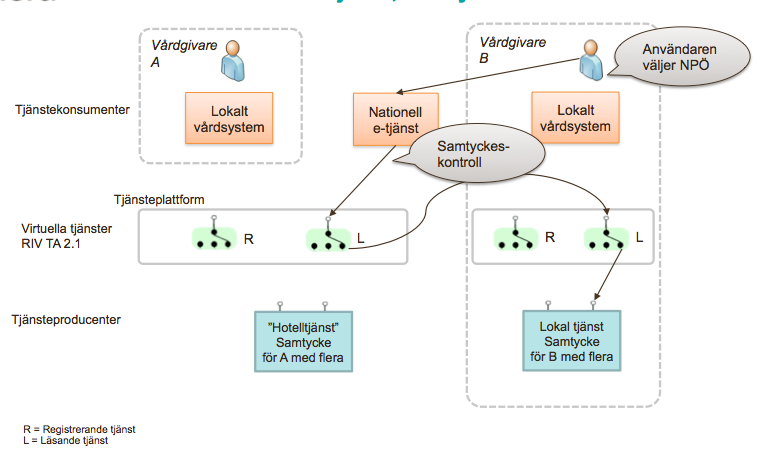 Vårdgivare
A
Vårdgivare
B
Användaren
väljer NPÖ
Tjänstekonsumenter
Lokalt
vårdsystem
Nationell
e-tjänst
Lokalt
vårdsystem
Samtyckes-
kontroll
Tjänsteplattform
Virtuella tjänster
RIV TA 2.1
R
L
R
L
Tjänsteproducenter
”Hotelltjänst”
Samtycke
för A med flera
Lokal tjänst
Samtycke
för B med flera
R = Registrerande tjänst
L = Läsande tjänst